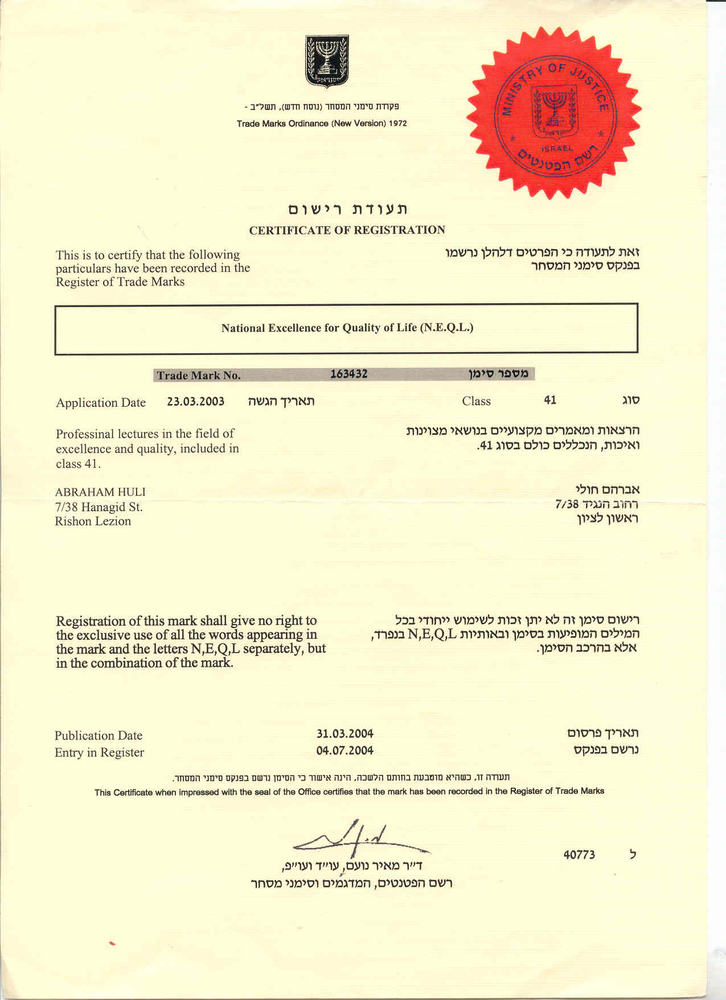 פקודת סימני המסחר (נוסח חדש), תשל"ב -
Trade Marks Ordinance (New Version) 1972
MINISTRY OF JUSTICE
ISRAEL
רשם הפטנטים
תעודת רישום
CERTIFICATE OF REGISTRATION
This is to certify that the following
particulars have been recorded in the
Register of Trade Marks
זאת לתעודה כי הפרטים דלהלן נרשמו
בפנקס סימני המסחר
National Excellence for Quality of Life (N.E.Q.L.)
Trade Mark No. 163432 מספר סימן
Application Date 23.03.2003 תאריך הגשה Class 41 סוג
Professinal lectures in the field of
excellence and quality, included in
class 41.
הרצאות ומאמרים מקצועיים בנושאי מצוינות
ואיכות, הנכללים כולם בסוג 41.
ABRAHAM HULI
7/38 Hanagid St.
Rishon Lezion
אברהם חולי
רחוב הנגיד 7/38
ראשון לציון
Registration of this mark shall give no right to
the exclusive use of all the words appearing in
the mark and the letters N,E,Q,L separately, but
in the combination of the mark.
רישום סימן זה לא יתן זכות לשימוש ייחודי בכל
המילים המופיעות בסימן ובאותיות N,E,Q,L בנפרד,
אלא בהרכב הסימן.
Publication Date 31.03.2004 תאריך פרסום
Entry in Register 04.07.2004 נרשם בפנקס
תעודה זו, כשהיא מוטבעת בחותם הלשכה, הינה אישור כי הסימן נרשם בפנקס סימני המסחר.
This Certificate when impressed with the seal of the Office certifies that the mark has been recorded in the Register of Trade Marks
ד"ר מאיר נועם, עו"ד ועו"פ,
רשם הפטנטים, המדגמים וסימני מסחר
40773 ל